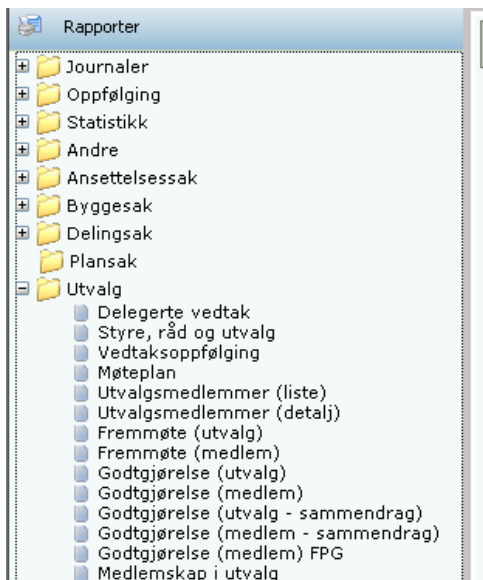 Rapporter
Journaler
Oppfølging
Statistikk
Andre
Ansettelsessak
Byggesak
Delingsak
Plansak
Utvalg
Delegerte vedtak
Styre, råd og utvalg
Vedtaksoppfølging
Møteplan
Utvalgsmedlemmer (liste)
Utvalgsmedlemmer (detalj)
Fremmøte (utvalg)
Fremmøte (medlem)
Godtgjørelse (utvalg)
Godtgjørelse (medlem)
Godtgjørelse (utvalg - sammendrag)
Godtgjørelse (medlem - sammendrag)
Godtgjørelse (medlem) FPG
Medlemskap i utvalg